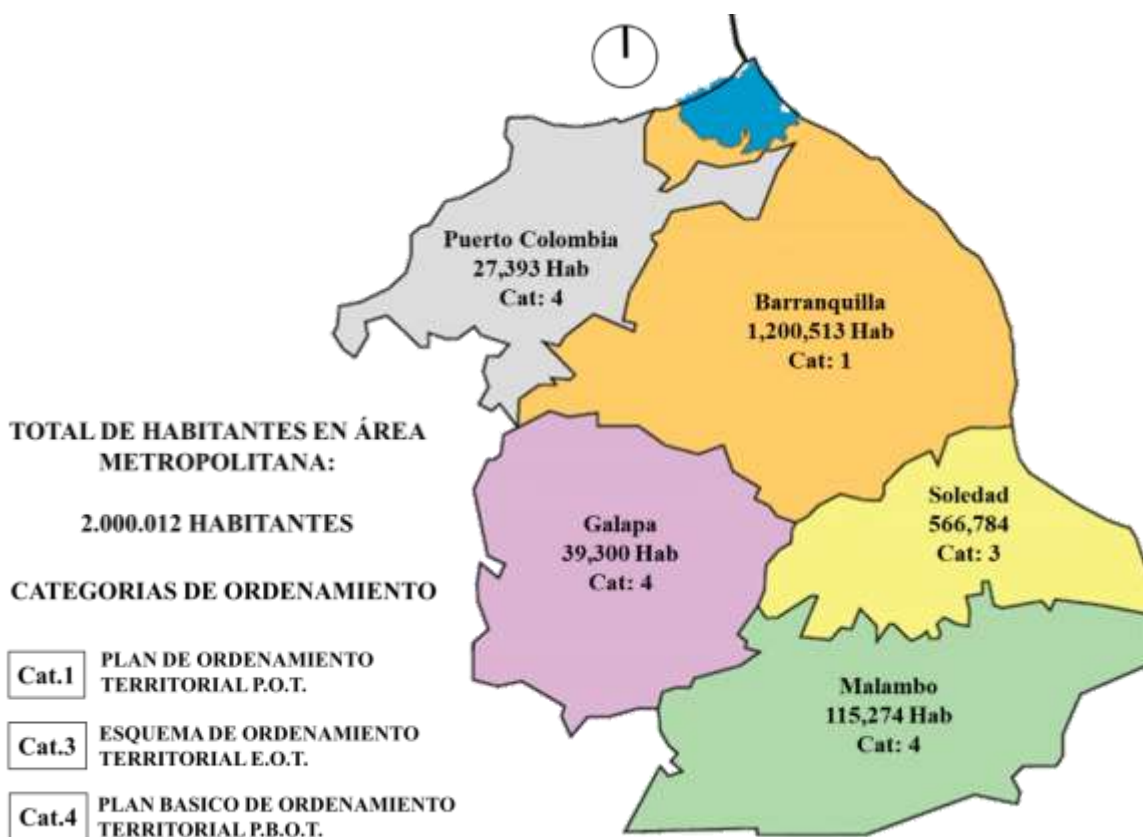 Puerto Colombia
27,393 Hab
Cat: 4
Barranquilla
1,200,513 Hab
Cat: 1
TOTAL DE HABITANTES EN ÁREA
METROPOLITANA:
2.000.012 HABITANTES
Soledad
566,784
Cat: 3
Galapa
39,300 Hab
Cat: 4
CATEGORIAS DE ORDENAMIENTO
Malambo
115,274 Hab
Cat: 4
Cat.1 PLAN DE ORDENAMIENTO
TERRITORIAL P.O.T.
Cat.3 ESQUEMA DE ORDENAMIENTO
TERRITORIAL E.O.T.
Cat.4 PLAN BASICO DE ORDENAMIENTO
TERRITORIAL P.B.O.T.